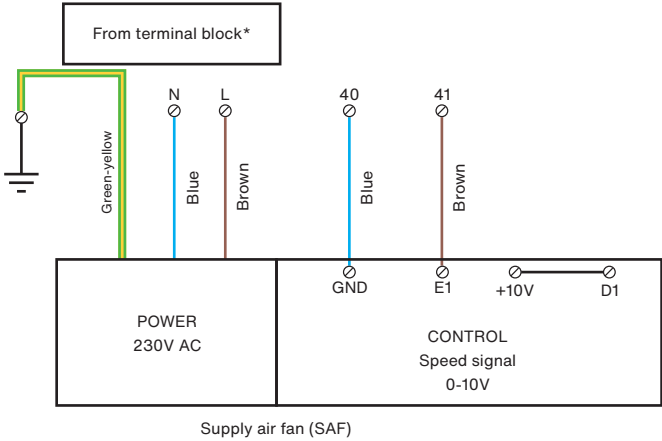 From terminal block*
N
L
40
41
Green-yellow
Blue
Brown
Blue
Brown
GND
E1
+10V
D1
POWER
230V AC
CONTROL
Speed signal
0-10V
Supply air fan (SAF)